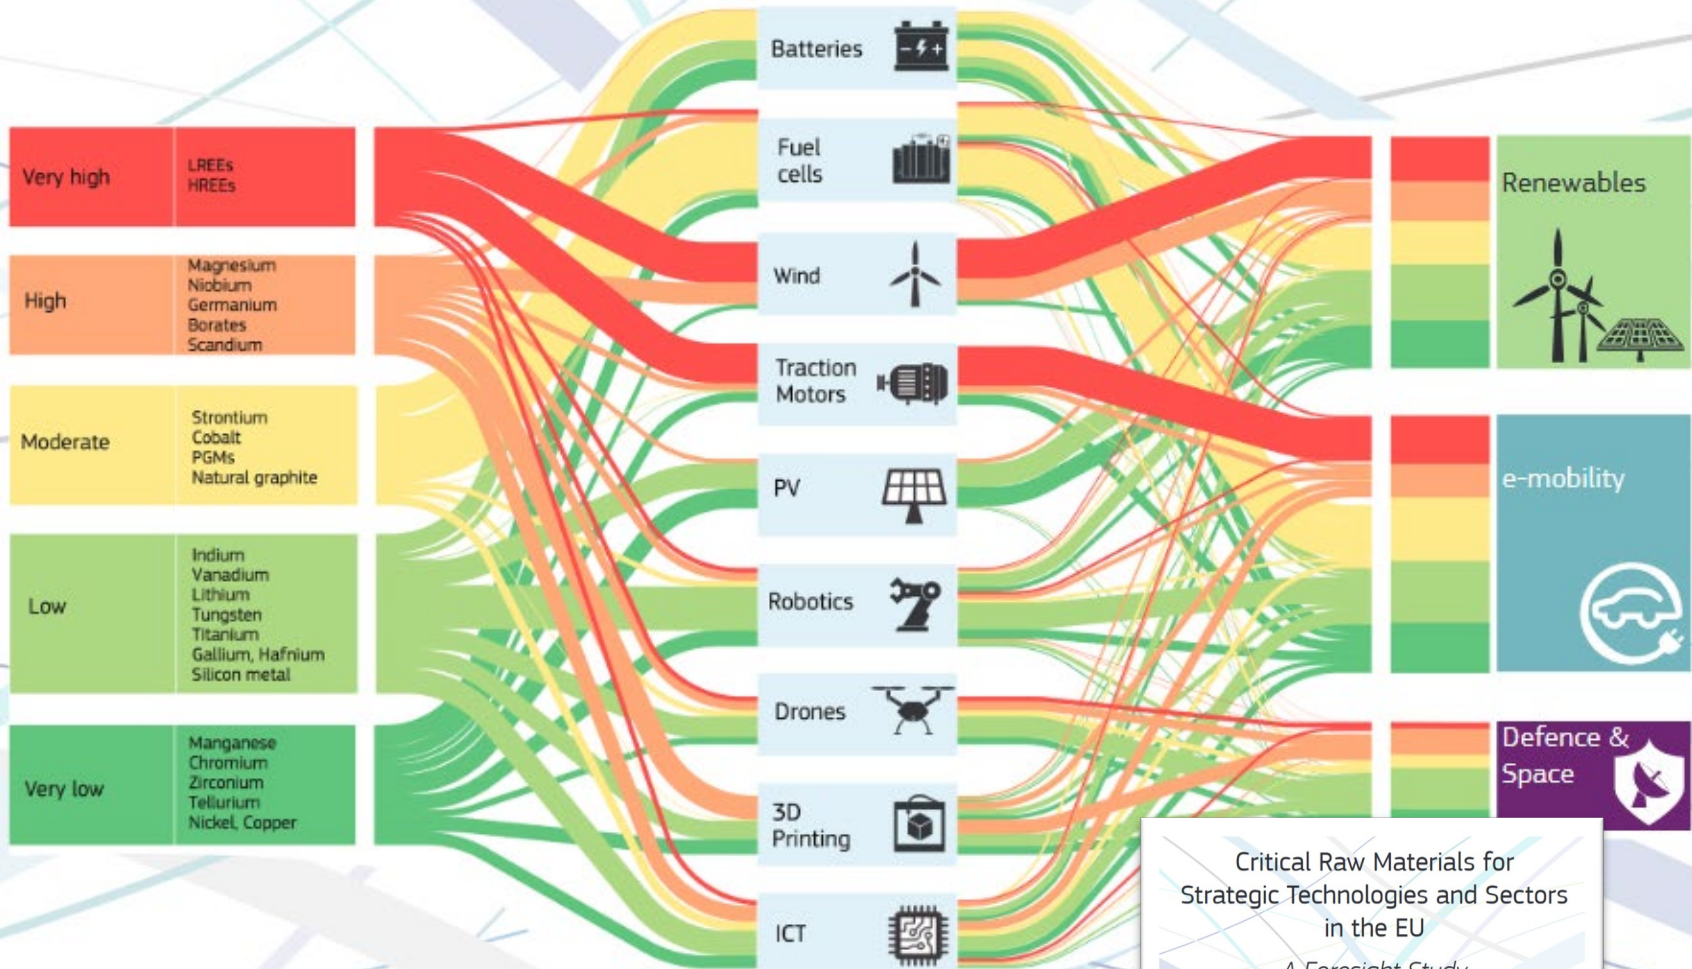 Very high
LREEs
HREEs
High
Magnesium
Niobium
Germanium
Borates
Scandium
Moderate
Strontium
Cobalt
PGMs
Natural graphite
Low
Indium
Vanadium
Lithium
Tungsten
Titanium
Gallium, Hafnium
Silicon metal
Very low
Manganese
Chromium
Zirconium
Tellurium
Nickel, Copper
Batteries
Fuel
cells
Wind
Traction
Motors
PV
Robotics
Drones
3D
Printing
ICT
Renewables
e-mobility
Defence &
Space
Critical Raw Materials for
Strategic Technologies and Sectors
in the EU
A Foresight Study